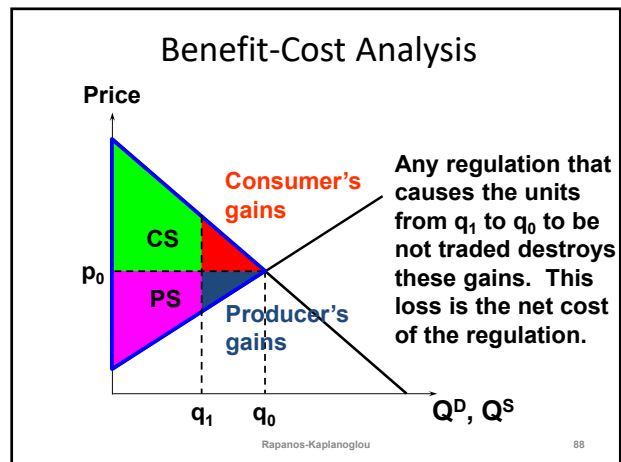 Benefit-Cost Analysis
Price
Consumer’s
gains
CS
p0
PS
Producer’s
gains
Any regulation that
causes the units
from q1 to q0 to be
not traded destroys
these gains.  This
loss is the net cost
of the regulation.
q1
q0
QD, QS
Rapanos-Kaplanoglou
88